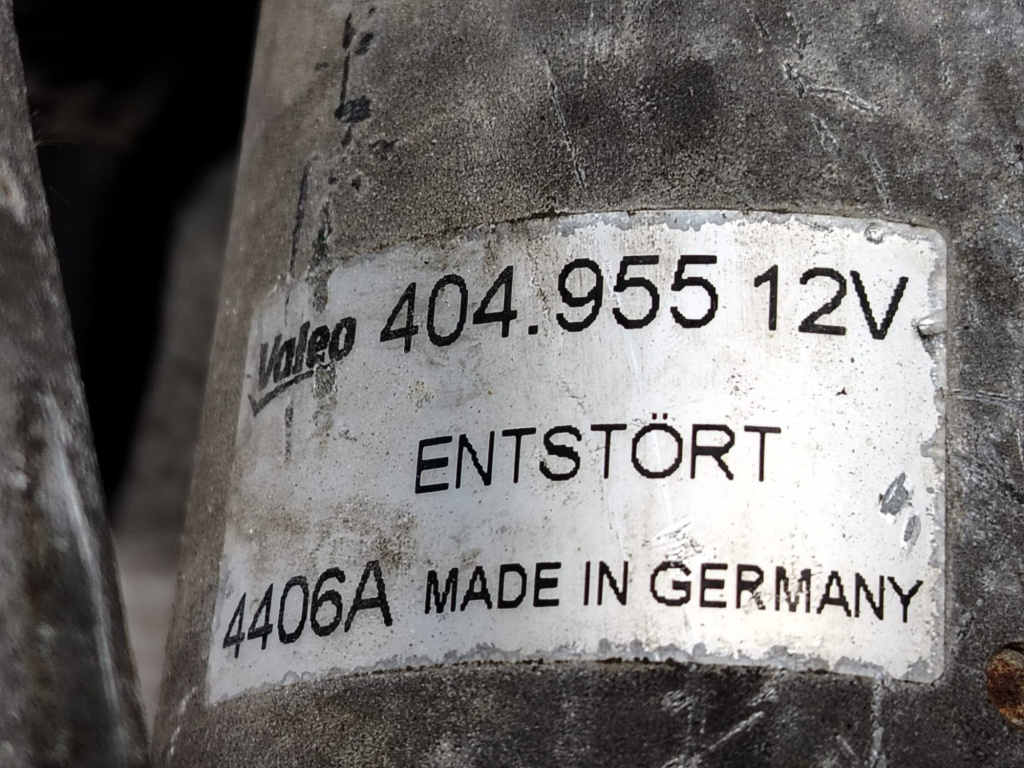 Valeo 404.955 12V
ENTSTÖRT
4406A MADE IN GERMANY